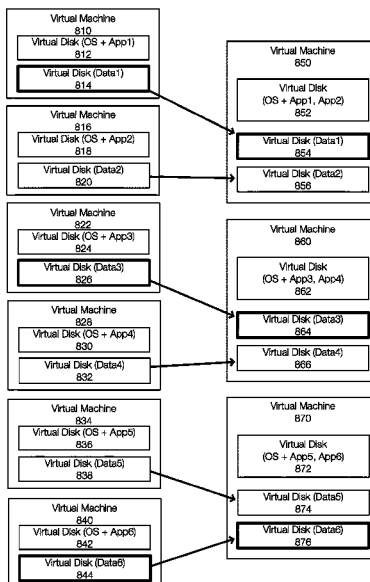 Virtual Machine
810
Virtual Disk (OS + App1)
812
Virtual Disk (Data1)
814
Virtual Machine
816
Virtual Disk (OS + App2)
818
Virtual Disk (Data2)
820
Virtual Machine
822
Virtual Disk (OS + App3)
824
Virtual Disk (Data3)
826
Virtual Machine
828
Virtual Disk (OS + App4)
830
Virtual Disk (Data4)
832
Virtual Machine
834
Virtual Disk (OS + App5)
836
Virtual Disk (Data5)
838
Virtual Machine
840
Virtual Disk (OS + App6)
842
Virtual Disk (Data6)
844
Virtual Machine
850
Virtual Disk
(OS + App1, App2)
852
Virtual Disk (Data1)
854
Virtual Disk (Data2)
856
Virtual Machine
860
Virtual Disk
(OS + App3, App4)
862
Virtual Disk (Data3)
864
Virtual Disk (Data4)
866
Virtual Machine
870
Virtual Disk
(OS + App5, App6)
872
Virtual Disk (Data5)
874
Virtual Disk (Data6)
876